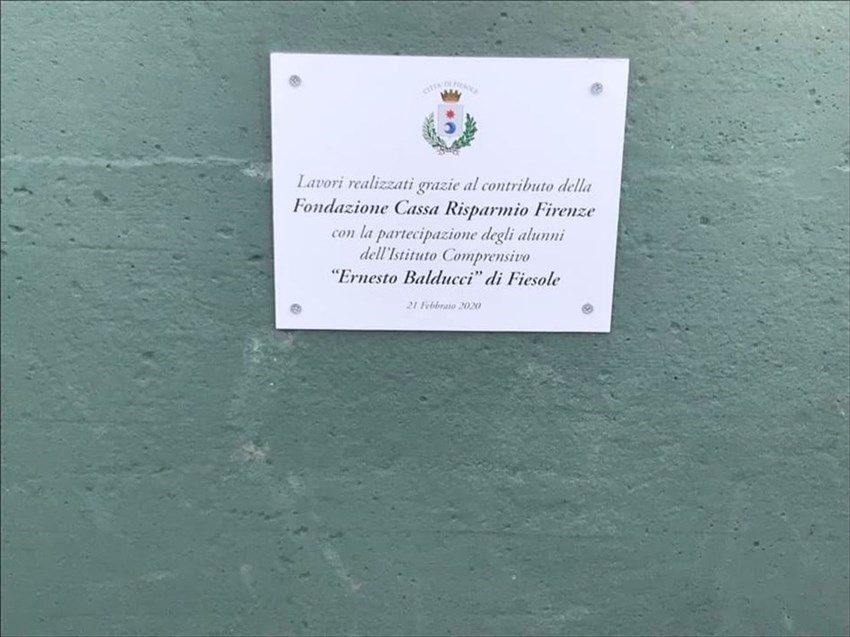 CITTÀ DI FIESOLE
Lavori realizzati grazie al contributo della
Fondazione Cassa Risparmio Firenze
con la partecipazione degli alunni
dell'Istituto Comprensivo
“Ernesto Balducci” di Fiesole
21 Febbraio 2020